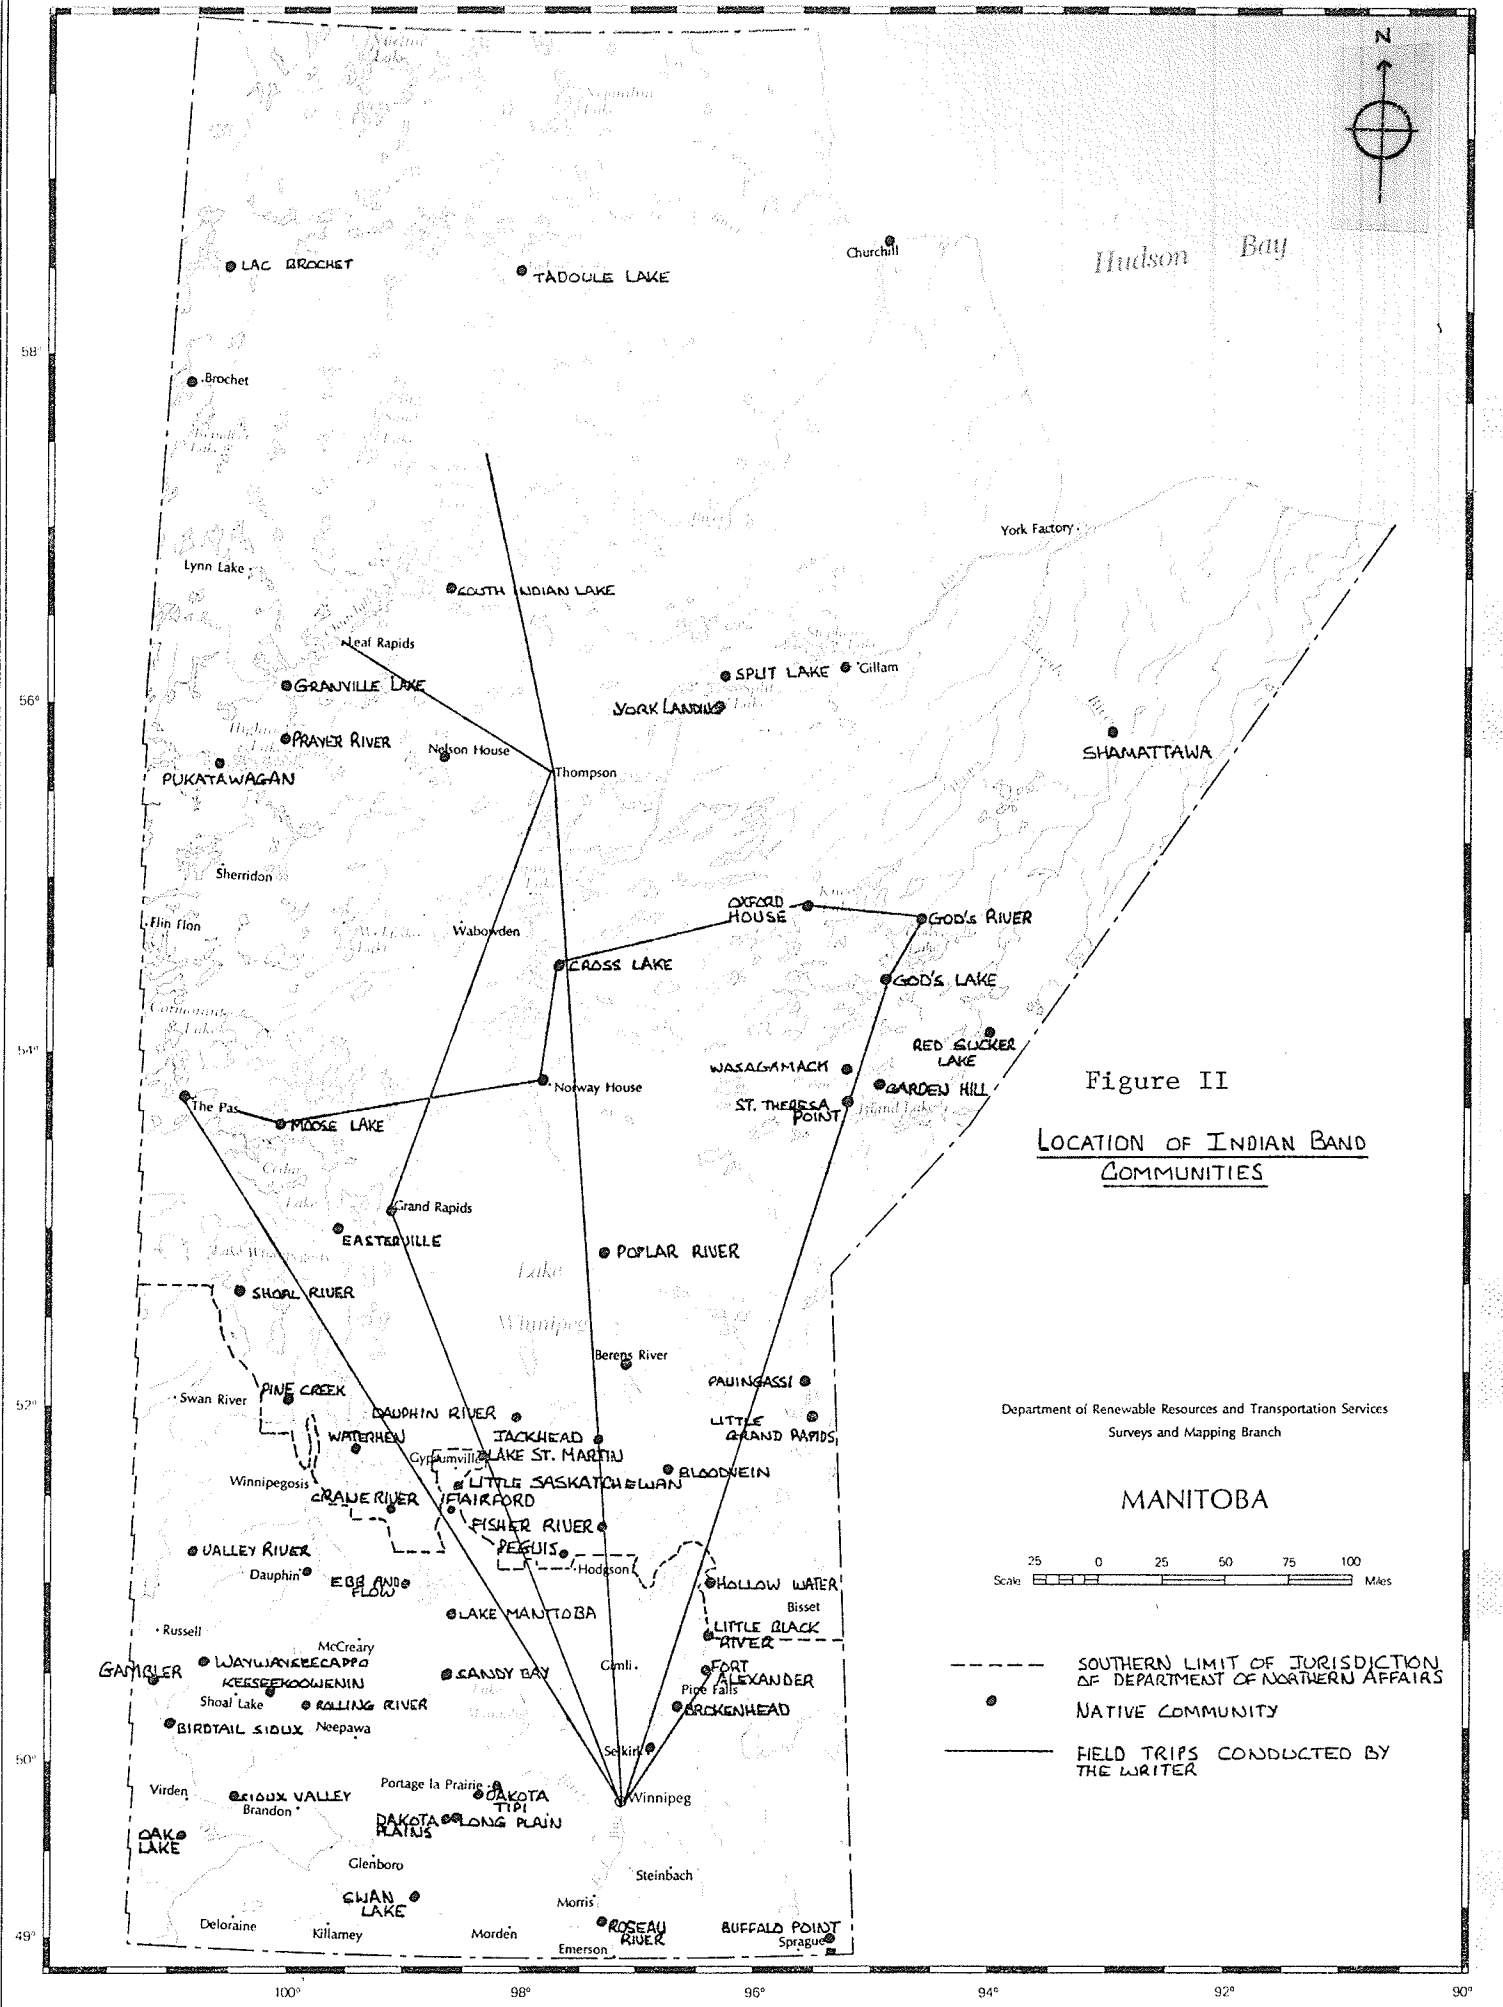 N
Nueltin
Lake
Nejanilini
Lake
Churchill
Hudson Bay
LAC BROCHET
TADOULE LAKE
58°
Brochet
York Factory
Lynn Lake
SOUTH INDIAN LAKE
Leaf Rapids
GRANVILLE LAKE
SPLIT LAKE
Gillam
56°
YORK LANDING
PRAYER RIVER
Nelson House
PUKATAWAGAN
Thompson
SHAMATTAWA
Sherridon
OXFORD
HOUSE
GOD'S RIVER
Flin Flon
Wabowden
CROSS LAKE
GOD'S LAKE
Cormorant
Lake
RED SUCKER
LAKE
54°
WASAGAMACK
GARDEN HILL
Norway House
ST. THERESA
POINT
Island Lake
The Pas
MOOSE LAKE
Figure II
LOCATION OF INDIAN BAND
COMMUNITIES
Cedar
Lake
Grand Rapids
EASTERVILLE
POPLAR RIVER
Lake
Winnipeg
SHOAL RIVER
Berens River
PAUINGASSI
Swan River
PINE CREEK
52°
DAUPHIN RIVER
LITTLE
GRAND RAPIDS
WATERHEN
JACKHEAD
Gypsumville
LAKE ST. MARTIN
BLOODVEIN
Winnipegosis
LITTLE SASKATCHEWAN
CRANE RIVER
FAIRFORD
FISHER RIVER
PEGUIS
Hodgson
VALLEY RIVER
Dauphin
EBB AND
FLOW
HOLLOW WATER
Bisset
LAKE MANITOBA
LITTLE BLACK
RIVER
Russell
McCreary
WAYWAYSEECAPPO
GAMBLER
KEESEEKOOWENIN
SANDY BAY
Gimli
FORT
ALEXANDER
Pine Falls
Shoal Lake
ROLLING RIVER
BROKENHEAD
BIRDTAIL SIOUX
Neepawa
Selkirk
50°
Virden
SIOUX VALLEY
Brandon
Portage la Prairie
DAKOTA
TIPI
Winnipeg
DAKOTA
PLAINS
LONG PLAIN
OAK
LAKE
Glenboro
Steinbach
SWAN
LAKE
Morris
Deloraine
Killarney
Morden
ROSEAU
RIVER
BUFFALO POINT
Sprague
Emerson
49°
Department of Renewable Resources and Transportation Services
Surveys and Mapping Branch
MANITOBA
25 0 25 50 75 100
Scale Miles
SOUTHERN LIMIT OF JURISDICTION
OF DEPARTMENT OF NORTHERN AFFAIRS
NATIVE COMMUNITY
FIELD TRIPS CONDUCTED BY
THE WRITER
100° 98° 96° 94° 92° 90°